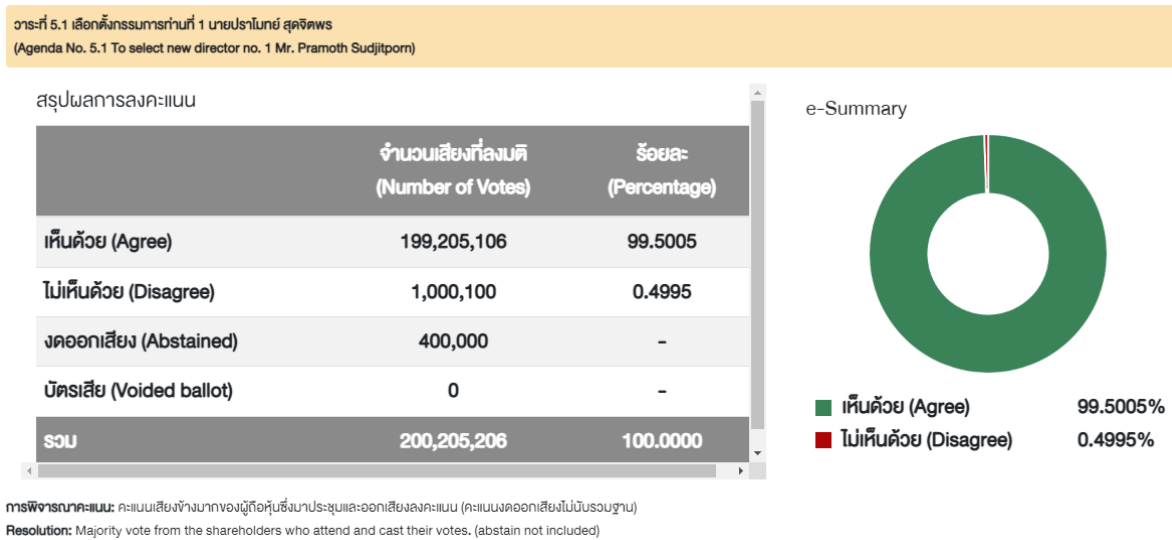 วาระที่ 5.1 เลือกตั้งกรรมการท่านที่ 1 นายปราโมทย์ สุดจิตพร
(Agenda No. 5.1 To select new director no. 1 Mr. Pramoth Sudjitporn)
สรุปผลการลงคะแนน
จำนวนเสียงที่ลงมติ ร้อยละ
(Number of Votes) (Percentage)
เห็นด้วย (Agree) 199,205,106 99.5005
ไม่เห็นด้วย (Disagree) 1,000,100 0.4995
งดออกเสียง (Abstained) 400,000 -
บัตรเสีย (Voided ballot) 0 -
รวม 200,205,206 100.0000
e-Summary
เห็นด้วย (Agree) 99.5005%
ไม่เห็นด้วย (Disagree) 0.4995%
การพิจารณาคะแนน: คะแนนเสียงข้างมากของผู้ถือหุ้นซึ่งมาประชุมและออกเสียงลงคะแนน (คะแนนงดออกเสียงไม่นับรวมฐาน)
Resolution: Majority vote from the shareholders who attend and cast their votes. (abstain not included)